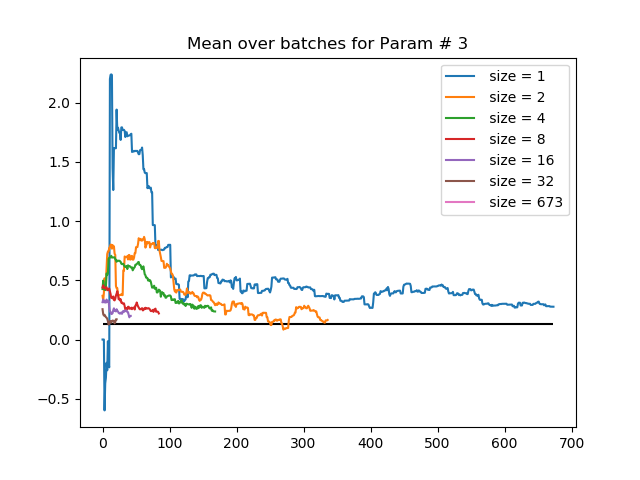 Mean over batches for Param # 3
size = 1
size = 2
size = 4
size = 8
size = 16
size = 32
size = 673
2.0
1.5
1.0
0.5
0.0
−0.5
0 100 200 300 400 500 600 700